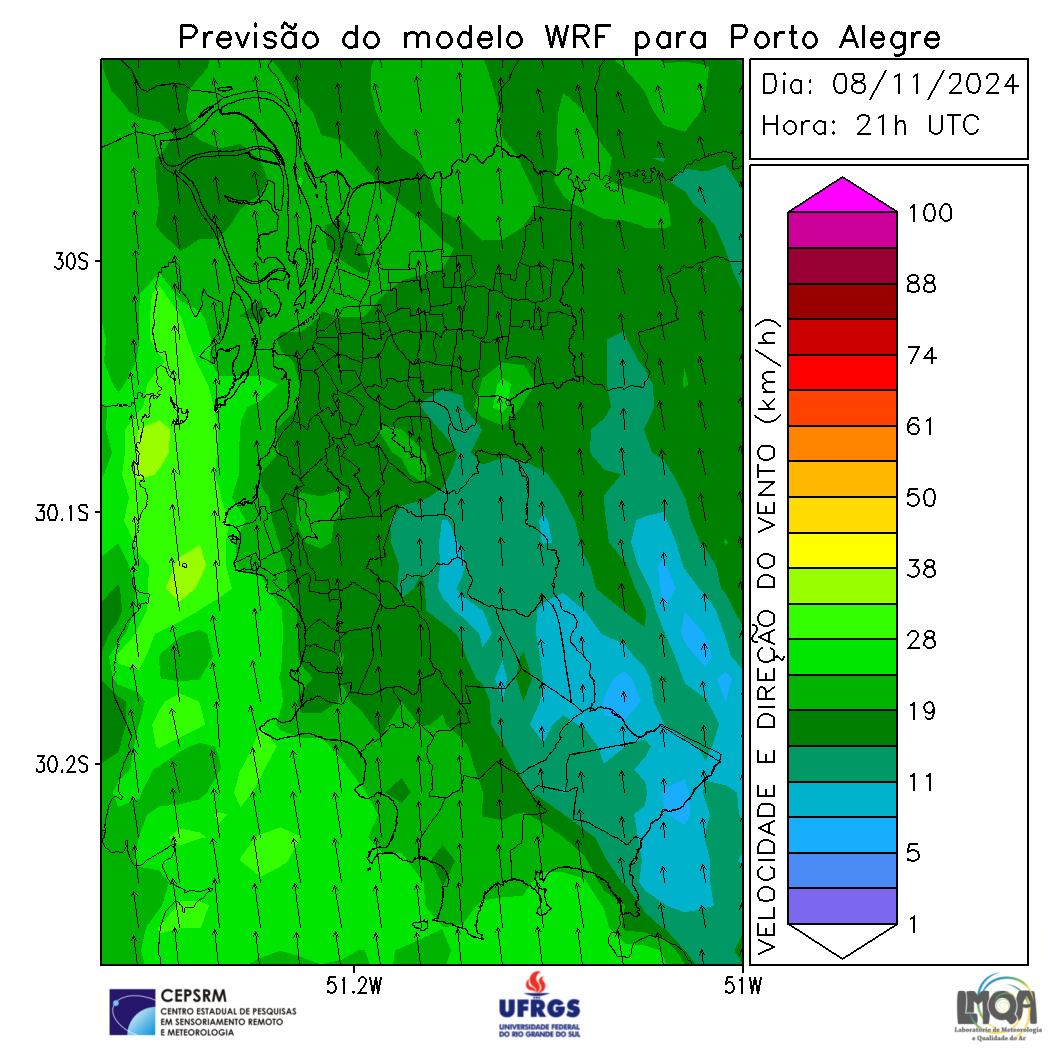 Previsão do modelo WRF para Porto Alegre
Dia: 08/11/2024
Hora: 21h UTC
30S
30.1S
30.2S
51.2W
51W
VELOCIDADE E DIREÇÃO DO VENTO (km/h)
100
88
74
61
50
38
28
19
11
5
1
CEPSRM
CENTRO ESTADUAL DE PESQUISAS
EM SENSORIAMENTO REMOTO
E METEOROLOGIA
UFRGS
UNIVERSIDADE FEDERAL
DO RIO GRANDE DO SUL
LMQA
Laboratório de Meteorologia
e Qualidade do Ar